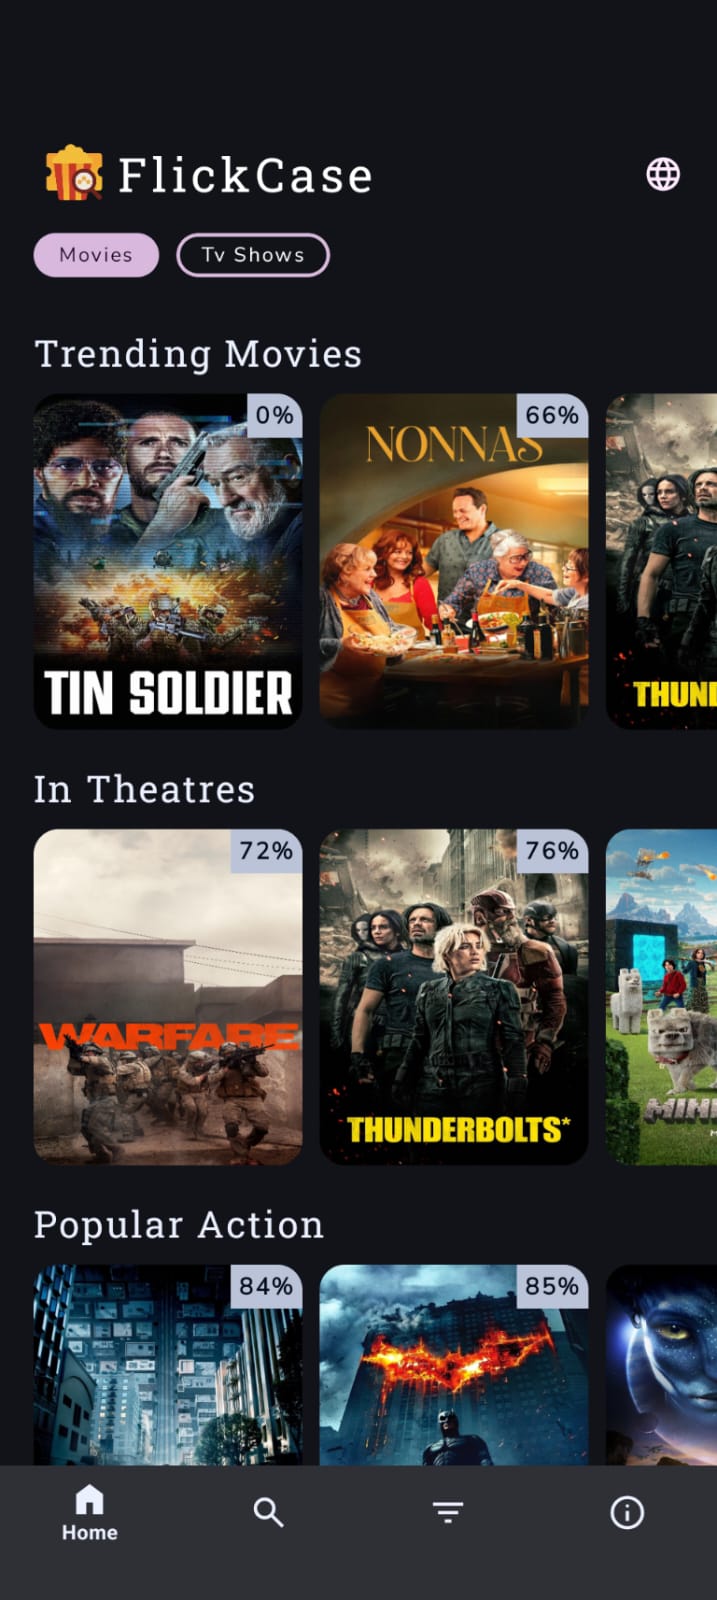 FlickCase
Movies
Tv Shows
Trending Movies
0%
66%
NONNAS
TIN SOLDIER
THUN
In Theatres
72%
76%
WARFARE
THUNDERBOLTS*
Popular Action
84%
85%
Home